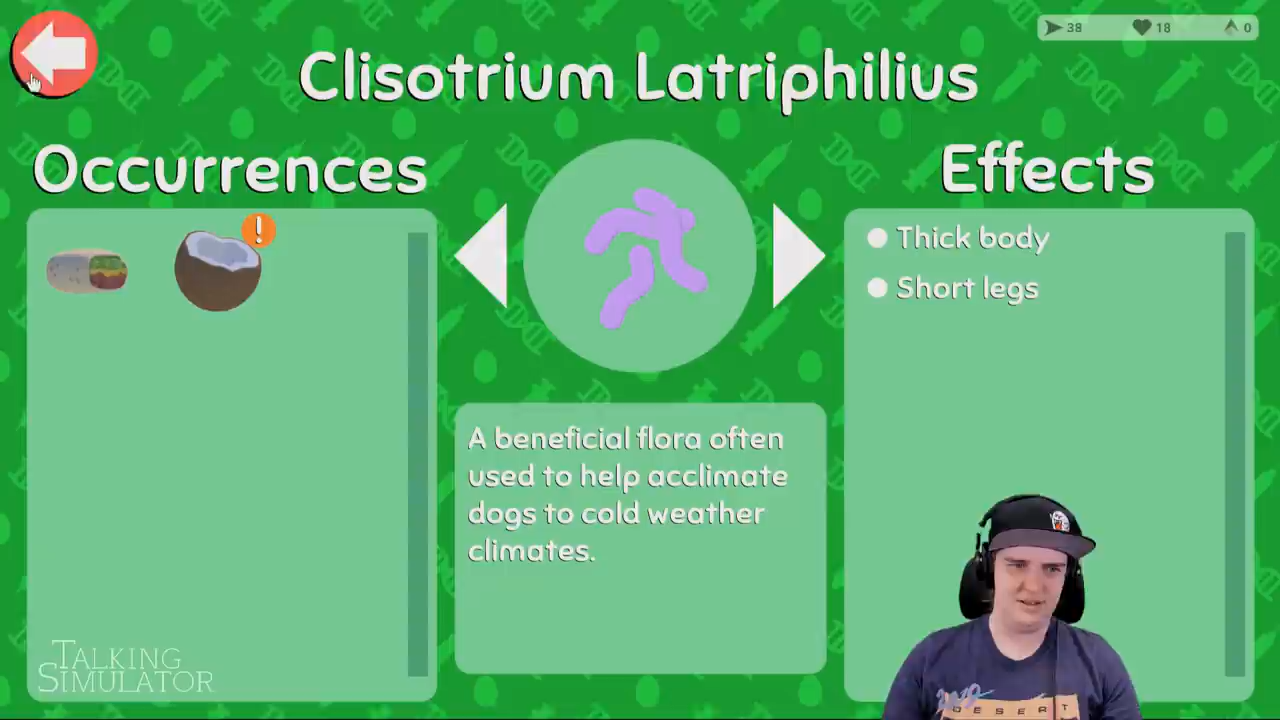 38 18 0
Clisotrium Latriphilius
Occurrences
Effects
!
Thick body
Short legs
A beneficial flora often
used to help acclimate
dogs to cold weather
climates.
TALKING
SIMULATOR
DESERT